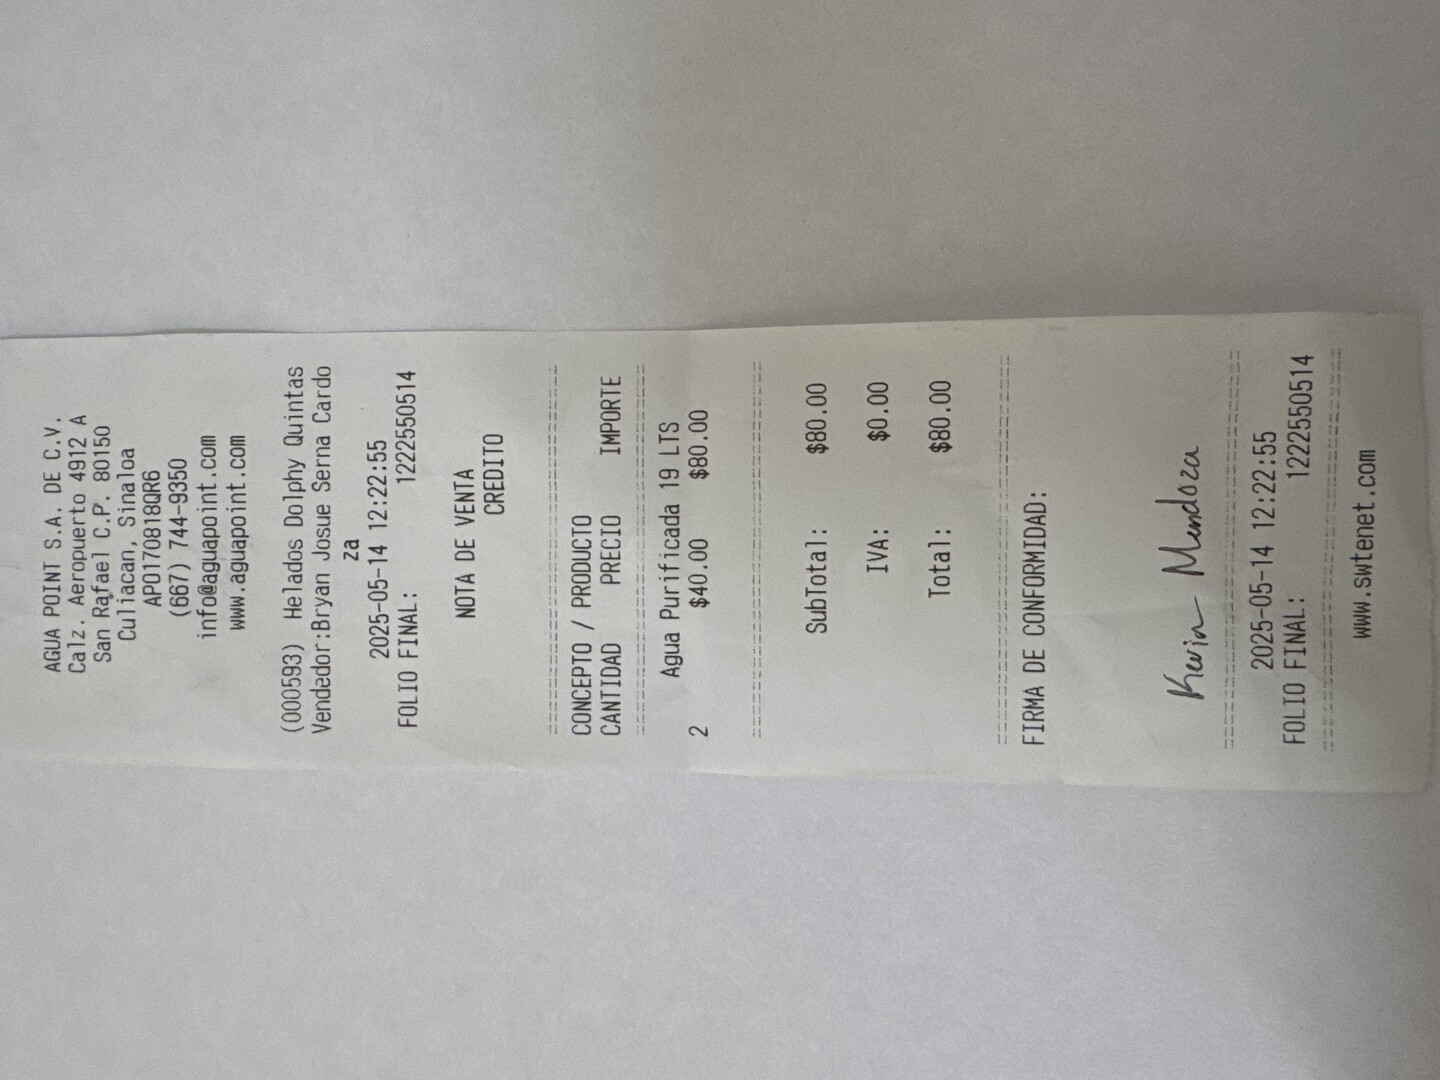 AGUA POINT S.A. DE C.V.
Calz. Aeropuerto 4912 A
San Rafael C.P. 80150
Culiacan, Sinaloa
APO170818QR6
(667) 744-9350
info@aguapoint.com
www.aguapoint.com
(000593) Helados Dolphy Quintas
Vendedor:Bryan Josue Serna Cardo
za
2025-05-14 12:22:55
FOLIO FINAL: 1222550514
NOTA DE VENTA
CREDITO
CONCEPTO / PRODUCTO
CANTIDAD PRECIO IMPORTE
Agua Purificada 19 LTS
2 $40.00 $80.00
SubTotal: $80.00
IVA: $0.00
Total: $80.00
FIRMA DE CONFORMIDAD:
Kevin Mendoza
2025-05-14 12:22:55
FOLIO FINAL: 1222550514
www.swtenet.com